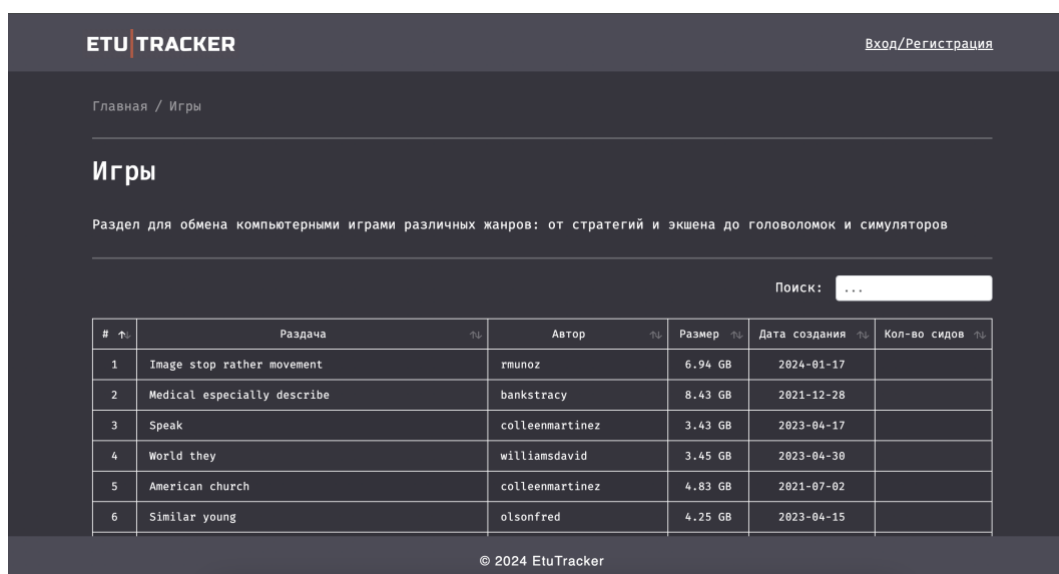 ETU|TRACKER Вход/Регистрация
Главная / Игры
Игры
Раздел для обмена компьютерными играми различных жанров: от стратегий и экшена до головоломок и симуляторов
Поиск: ...
# Раздача Автор Размер Дата создания Кол-во сидов
1 Image stop rather movement rmunoz 6.94 GB 2024-01-17
2 Medical especially describe bankstracy 8.43 GB 2021-12-28
3 Speak colleenmartinez 3.43 GB 2023-04-17
4 World they williamsdavid 3.45 GB 2023-04-30
5 American church colleenmartinez 4.83 GB 2021-07-02
6 Similar young olsonfred 4.25 GB 2023-04-15
© 2024 EtuTracker